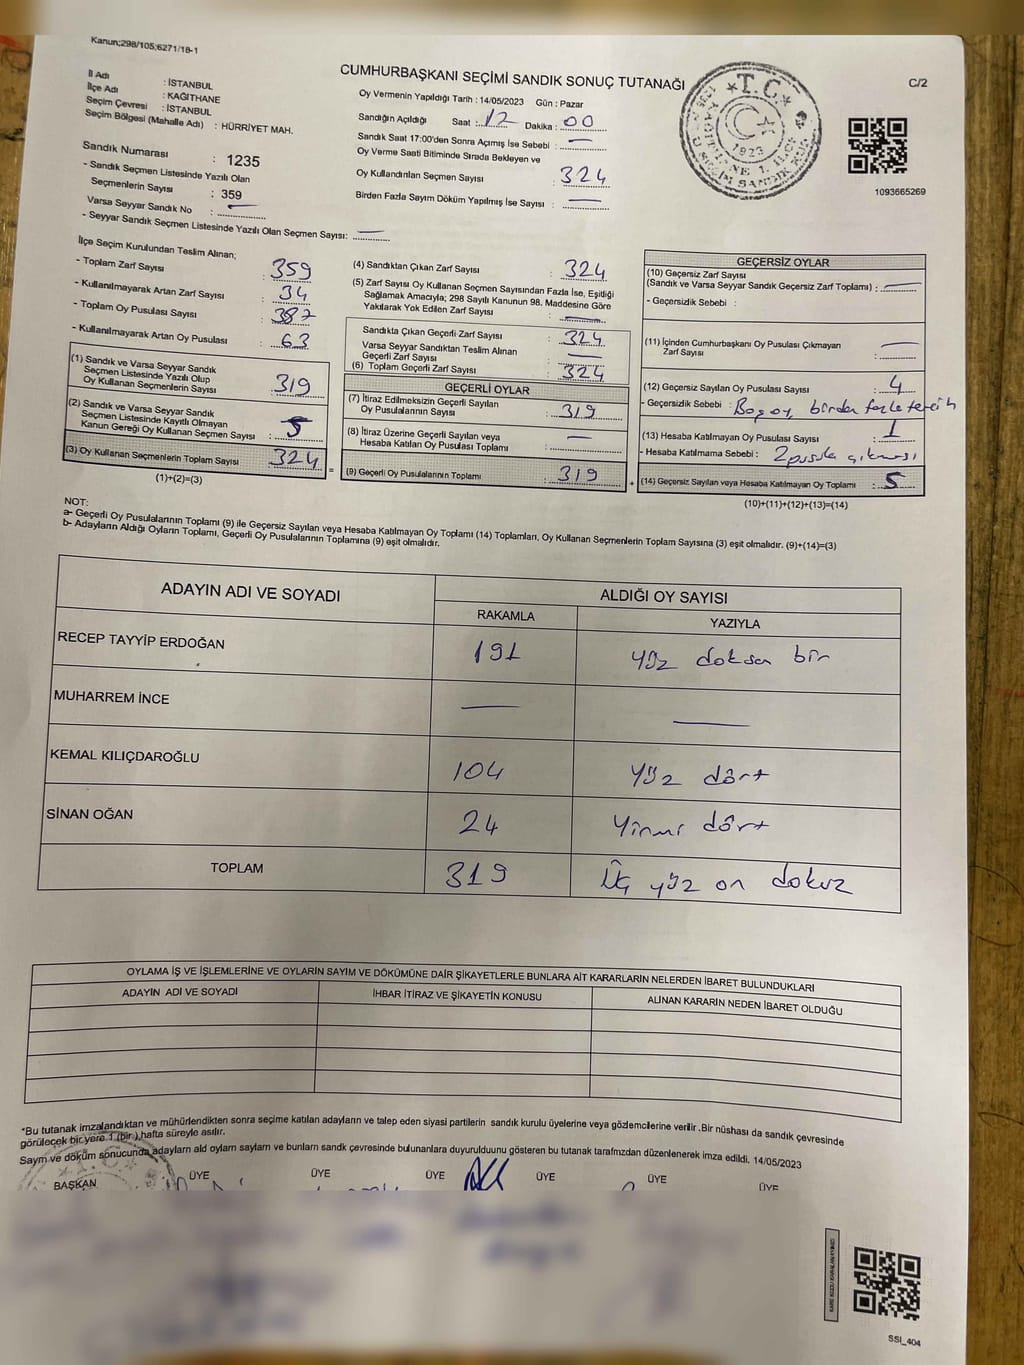 Kanun;298/105;6271/18-1
CUMHURBAŞKANI SEÇİMİ SANDIK SONUÇ TUTANAĞI
C/2
İl Adı : İSTANBUL
İlçe Adı : KAĞITHANE
Seçim Çevresi : İSTANBUL
Seçim Bölgesi (Mahalle Adı) : HÜRRİYET MAH.
Oy Vermenin Yapıldığı Tarih : 14/05/2023 Gün : Pazar
Sandığın Açıldığı Saat : 17 Dakika : 00
Sandık Saat 17:00'den Sonra Açımış İse Sebebi : —
Oy Verme Saati Bitiminde Sırada Bekleyen ve
Oy Kullandırılan Seçmen Sayısı : 324
Birden Fazla Sayım Döküm Yapılmış İse Sayısı : —
T.C.
1923
1093665269
Sandık Numarası : 1235
- Sandık Seçmen Listesinde Yazılı Olan
Seçmenlerin Sayısı : 359
Varsa Seyyar Sandık No : —
- Seyyar Sandık Seçmen Listesinde Yazılı Olan Seçmen Sayısı: —
İlçe Seçim Kurulundan Teslim Alınan;
- Toplam Zarf Sayısı : 359
- Kullanılmayarak Artan Zarf Sayısı : 34
- Toplam Oy Pusulası Sayısı : 387
- Kullanılmayarak Artan Oy Pusulası : 63
(1) Sandık ve Varsa Seyyar Sandık
Seçmen Listesinde Yazılı Olup
Oy Kullanan Seçmenlerin Sayısı : 319
(2) Sandık ve Varsa Seyyar Sandık
Seçmen Listesinde Kayıtlı Olmayan
Kanun Gereği Oy Kullanan Seçmen Sayısı : 5
(3) Oy Kullanan Seçmenlerin Toplam Sayısı : 324
(1)+(2)=(3)
(4) Sandıktan Çıkan Zarf Sayısı : 324
(5) Zarf Sayısı Oy Kullanan Seçmen Sayısından Fazla İse, Eşitliği
Sağlamak Amacıyla; 298 Sayılı Kanunun 98. Maddesine Göre
Yakılarak Yok Edilen Zarf Sayısı : —
Sandıkta Çıkan Geçerli Zarf Sayısı : 324
Varsa Seyyar Sandıktan Teslim Alınan
Geçerli Zarf Sayısı : —
(6) Toplam Geçerli Zarf Sayısı : 324
GEÇERLİ OYLAR
(7) İtiraz Edilmeksizin Geçerli Sayılan
Oy Pusulalarının Sayısı : 319
(8) İtiraz Üzerine Geçerli Sayılan veya
Hesaba Katılan Oy Pusulası Toplamı : —
(9) Geçerli Oy Pusulalarının Toplamı : 319
GEÇERSİZ OYLAR
(10) Geçersiz Zarf Sayısı
(Sandık ve Varsa Seyyar Sandık Geçersiz Zarf Toplamı) : —
- Geçersizlik Sebebi :
(11) İçinden Cumhurbaşkanı Oy Pusulası Çıkmayan
Zarf Sayısı : —
(12) Geçersiz Sayılan Oy Pusulası Sayısı : 4
- Geçersizlik Sebebi : Boş oy, birden fazla tercih
(13) Hesaba Katılmayan Oy Pusulası Sayısı : 1
- Hesaba Katılmama Sebebi : 2 pusula çıkması
(14) Geçersiz Sayılan veya Hesaba Katılmayan Oy Toplamı : 5
(10)+(11)+(12)+(13)=(14)
NOT:
a- Geçerli Oy Pusulalarının Toplamı (9) ile Geçersiz Sayılan veya Hesaba Katılmayan Oy Toplamı (14) Toplamları, Oy Kullanan Seçmenlerin Toplam Sayısına (3) eşit olmalıdır. (9)+(14)=(3)
b- Adayların Aldığı Oyların Toplamı, Geçerli Oy Pusulalarının Toplamına (9) eşit olmalıdır.
ADAYIN ADI VE SOYADI ALDIĞI OY SAYISI
RAKAMLA YAZIYLA
RECEP TAYYİP ERDOĞAN 191 yüz doksan bir
MUHARREM İNCE — —
KEMAL KILIÇDAROĞLU 104 yüz dört
SİNAN OĞAN 24 yirmi dört
TOPLAM 319 Üç yüz on dokuz
OYLAMA İŞ VE İŞLEMLERİNE VE OYLARIN SAYIM VE DÖKÜMÜNE DAİR ŞİKAYETLERLE BUNLARA AİT KARARLARIN NELERDEN İBARET BULUNDUKLARI
ADAYIN ADI VE SOYADI İHBAR İTİRAZ VE ŞİKAYETİN KONUSU ALINAN KARARIN NEDEN İBARET OLDUĞU
*Bu tutanak imzalandıktan ve mühürlendikten sonra seçime katılan adayların ve talep eden siyasi partilerin sandık kurulu üyelerine veya gözlemcilerine verilir .Bir nüshası da sandık çevresinde
görülecek bir yere 1 (bir ) hafta süreyle asılır.
Sayım ve döküm sonucunda adayların ald oyların sayların ve bunların sandk çevresinde bulunanlara duyurulduunu gösteren bu tutanak tarafmzdan düzenlenerek imza edildi. 14/05/2023
BAŞKAN ÜYE ÜYE ÜYE ÜYE ÜYE ÜYE
SSI_404